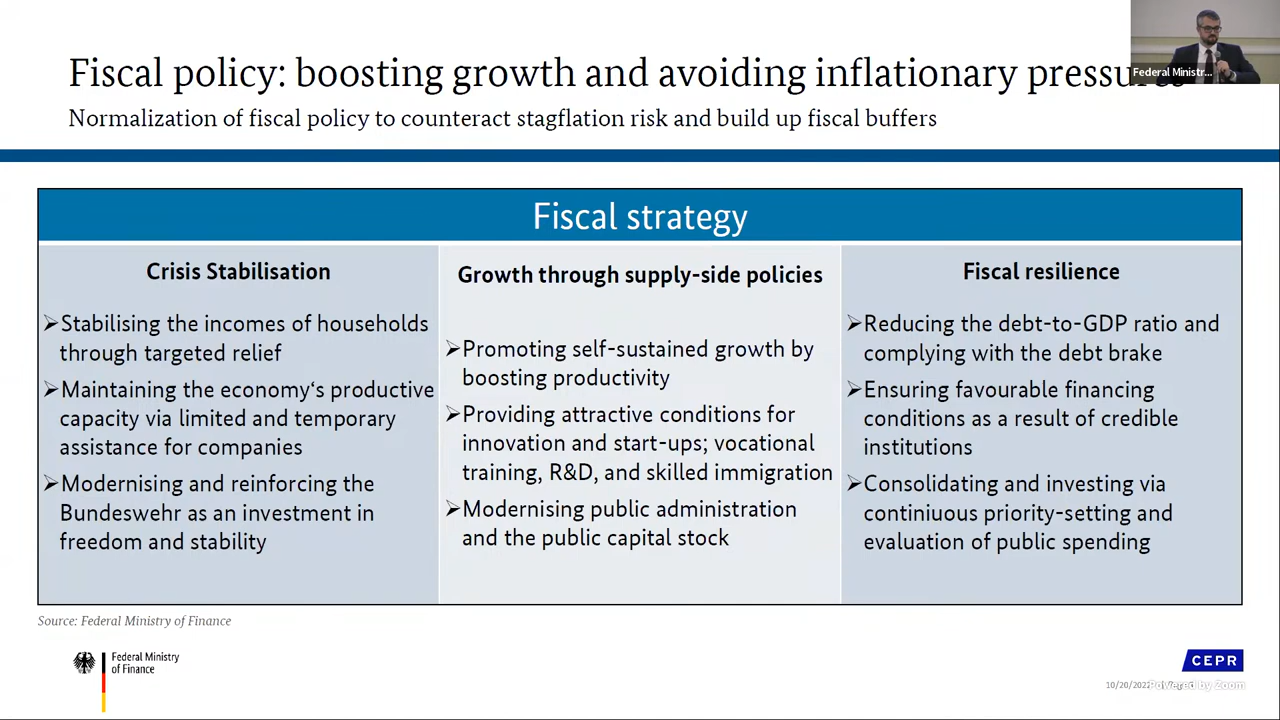 Fiscal policy: boosting growth and avoiding inflationary pressures
Federal Ministr...
Normalization of fiscal policy to counteract stagflation risk and build up fiscal buffers
Fiscal strategy
Crisis Stabilisation
➢Stabilising the incomes of households
through targeted relief
➢Maintaining the economy‘s productive
capacity via limited and temporary
assistance for companies
➢Modernising and reinforcing the
Bundeswehr as an investment in
freedom and stability
Growth through supply-side policies
➢Promoting self-sustained growth by
boosting productivity
➢Providing attractive conditions for
innovation and start-ups; vocational
training, R&D, and skilled immigration
➢Modernising public administration
and the public capital stock
Fiscal resilience
➢Reducing the debt-to-GDP ratio and
complying with the debt brake
➢Ensuring favourable financing
conditions as a result of credible
institutions
➢Consolidating and investing via
continiuous priority-setting and
evaluation of public spending
Source: Federal Ministry of Finance
Federal Ministry
of Finance
CEPR
10/20/2022
Powered by Zoom